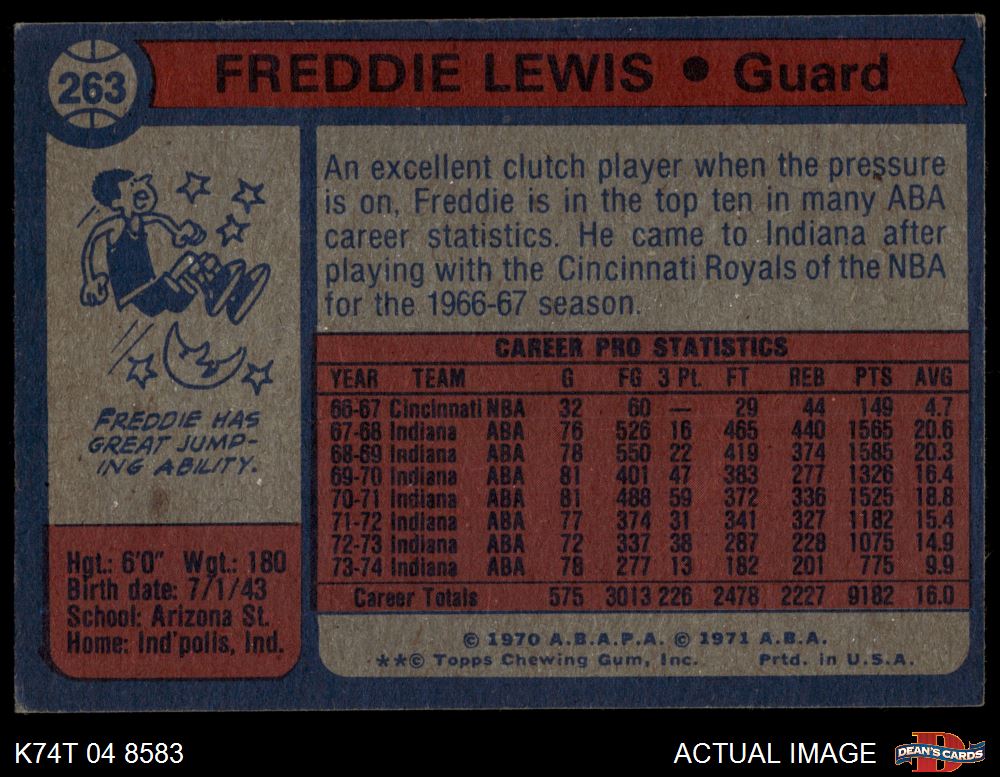 263
FREDDIE LEWIS • Guard
An excellent clutch player when the pressure
is on, Freddie is in the top ten in many ABA
career statistics. He came to Indiana after
playing with the Cincinnati Royals of the NBA
for the 1966-67 season.
FREDDIE HAS
GREAT JUMP-
ING ABILITY.
Hgt.: 6'0" Wgt.: 180
Birth date: 7/1/43
School: Arizona St.
Home: Ind'polis, Ind.
CAREER PRO STATISTICS
YEAR TEAM G FG 3 Pt. FT REB PTS AVG
66-67 Cincinnati NBA 32 60 — 29 44 149 4.7
67-68 Indiana ABA 76 526 16 465 440 1565 20.6
68-69 Indiana ABA 78 550 22 419 374 1585 20.3
69-70 Indiana ABA 81 401 47 383 277 1326 16.4
70-71 Indiana ABA 81 488 59 372 336 1525 18.8
71-72 Indiana ABA 77 374 31 341 327 1182 15.4
72-73 Indiana ABA 72 337 38 287 228 1075 14.9
73-74 Indiana ABA 78 277 13 182 201 775 9.9
Career Totals 575 3013 226 2478 2227 9182 16.0
© 1970 A.B.A.P.A. © 1971 A.B.A.
**© Topps Chewing Gum, Inc. Prtd. in U.S.A.
K74T 04 8583 ACTUAL IMAGE DEAN'S CARDS